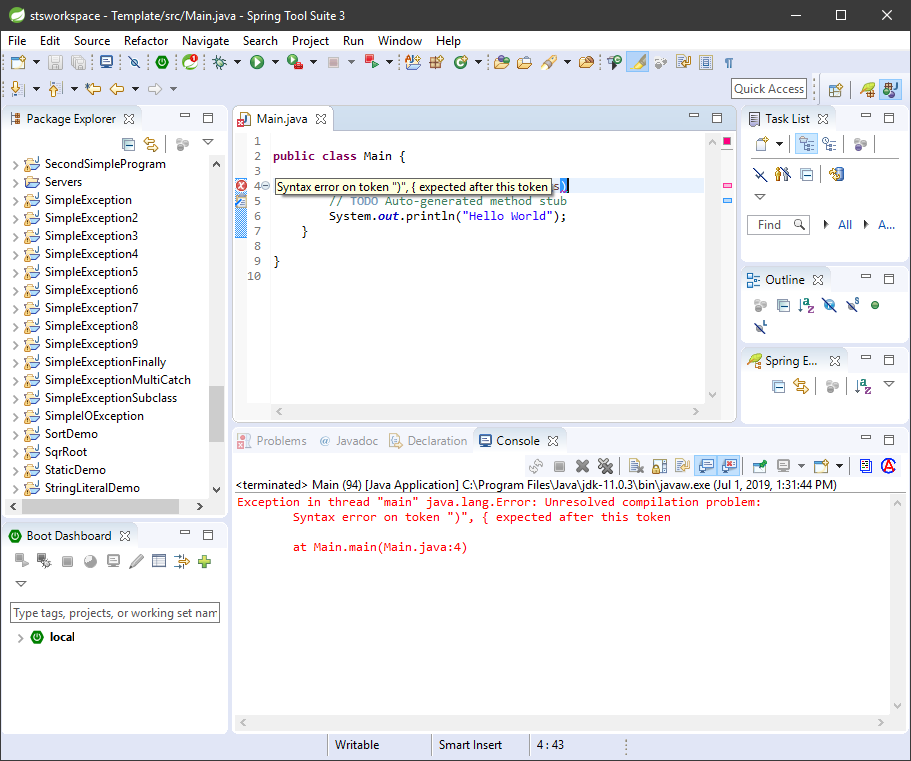 stsworkspace - Template/src/Main.java - Spring Tool Suite 3
File Edit Source Refactor Navigate Search Project Run Window Help
Quick Access
Package Explorer
SecondSimpleProgram
Servers
SimpleException
SimpleException2
SimpleException3
SimpleException4
SimpleException5
SimpleException6
SimpleException7
SimpleException8
SimpleException9
SimpleExceptionFinally
SimpleExceptionMultiCatch
SimpleExceptionSubclass
SimpleIOException
SortDemo
SqrRoot
StaticDemo
StringLiteralDemo
Boot Dashboard
Type tags, projects, or working set nam
local
Main.java
1
2 public class Main {
3
4 Syntax error on token ")", { expected after this token s)
5 // TODO Auto-generated method stub
6 System.out.println("Hello World");
7 }
8
9 }
10
Task List
Find All A...
Outline
Spring E...
Problems @ Javadoc Declaration Console
<terminated> Main (94) [Java Application] C:\Program Files\Java\jdk-11.0.3\bin\javaw.exe (Jul 1, 2019, 1:31:44 PM)
Exception in thread "main" java.lang.Error: Unresolved compilation problem:
Syntax error on token ")", { expected after this token
at Main.main(Main.java:4)
Writable Smart Insert 4 : 43